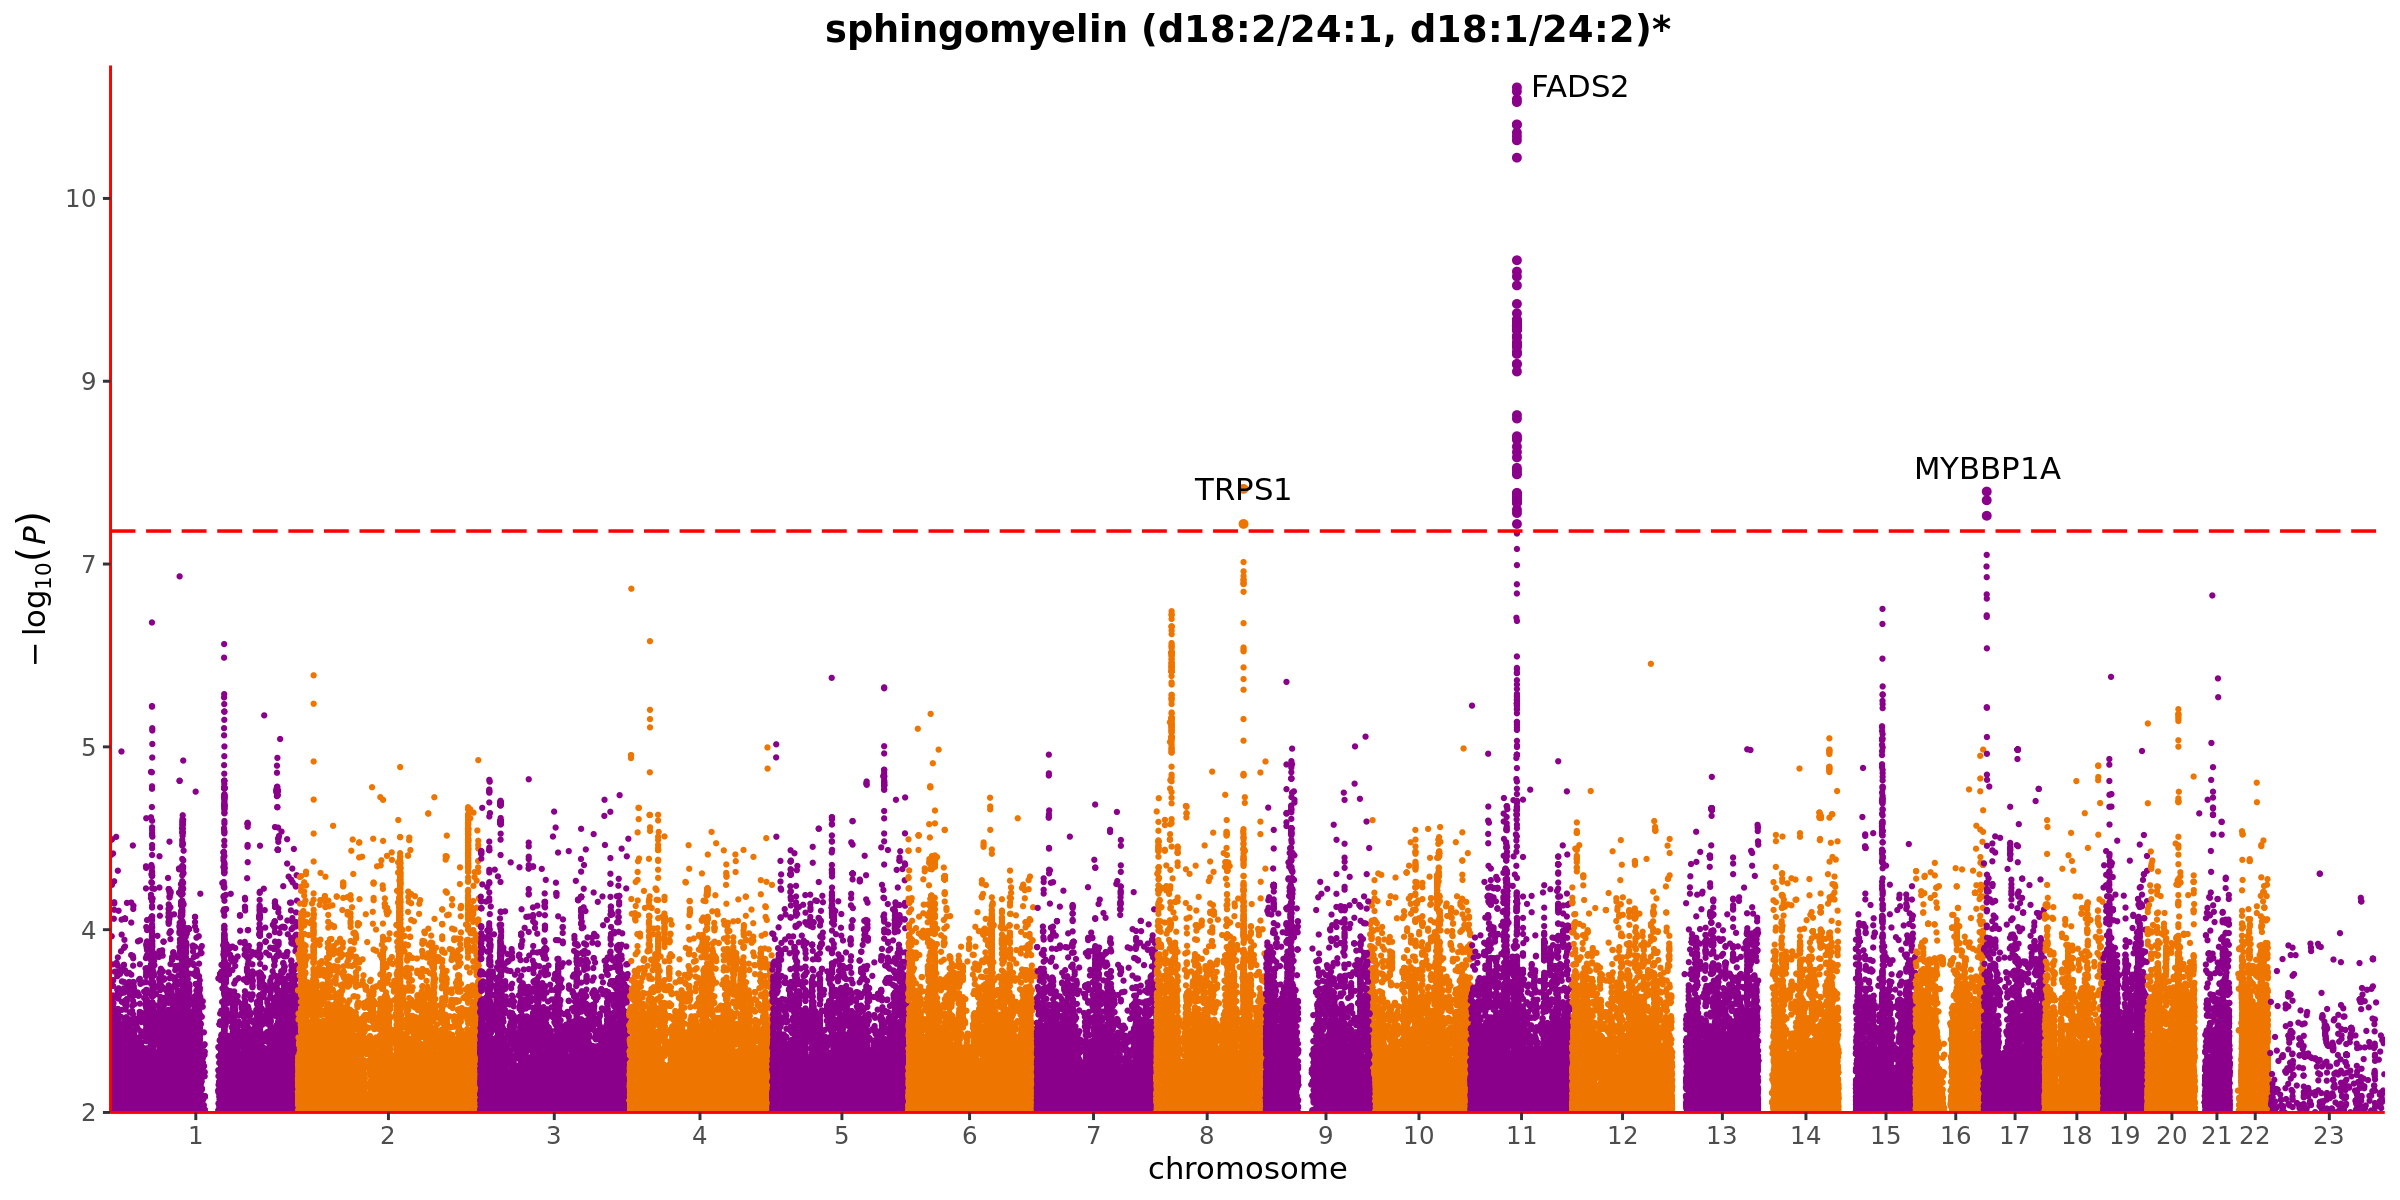 sphingomyelin (d18:2/24:1, d18:1/24:2)*
FADS2
10
9
MYBBP1A
TRPS1
7
5
4
2
− log10(P)
1 2 3 4 5 6 7 8 9 10 11 12 13 14 15 16 17 18 19 20 21 22 23
chromosome